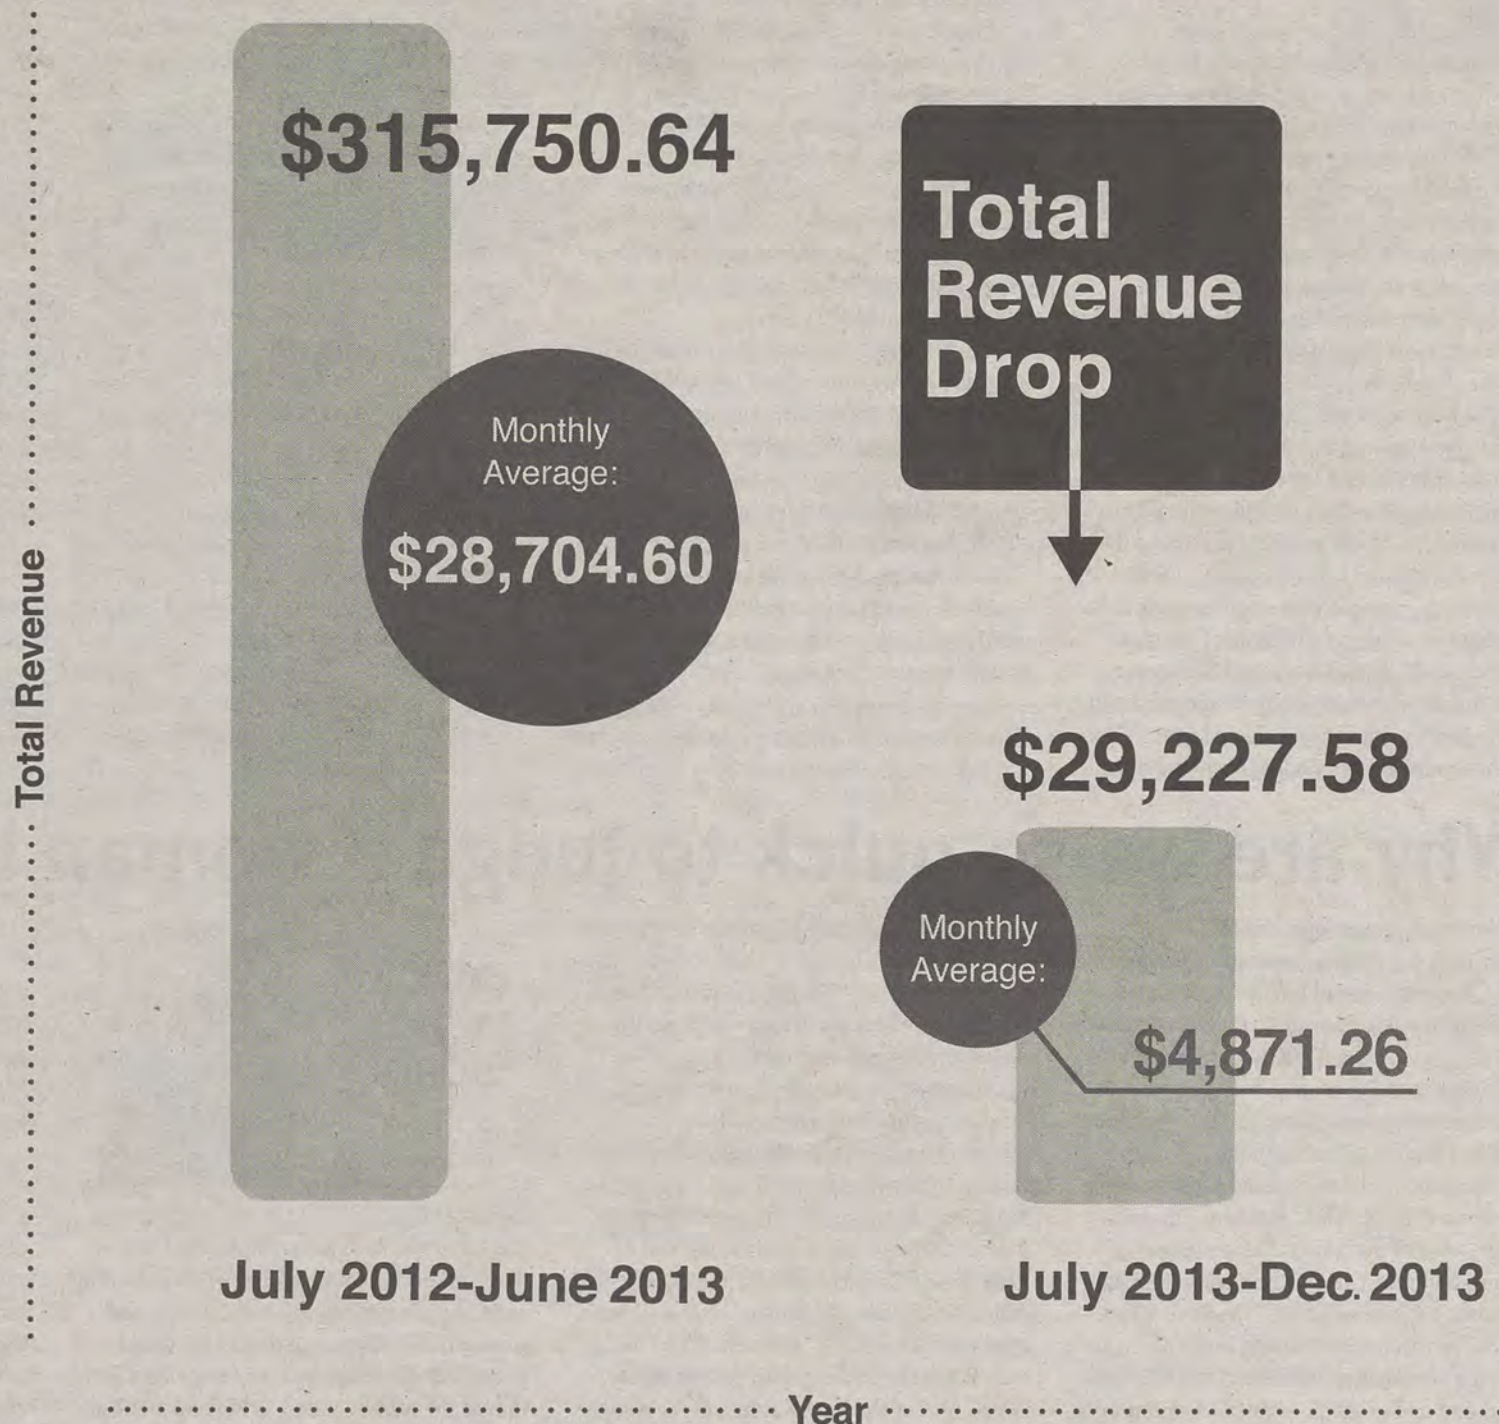 Total Revenue
$315,750.64
Monthly
Average:
$28,704.60
Total
Revenue
Drop
$29,227.58
Monthly
Average:
$4,871.26
July 2012-June 2013
July 2013-Dec. 2013
Year